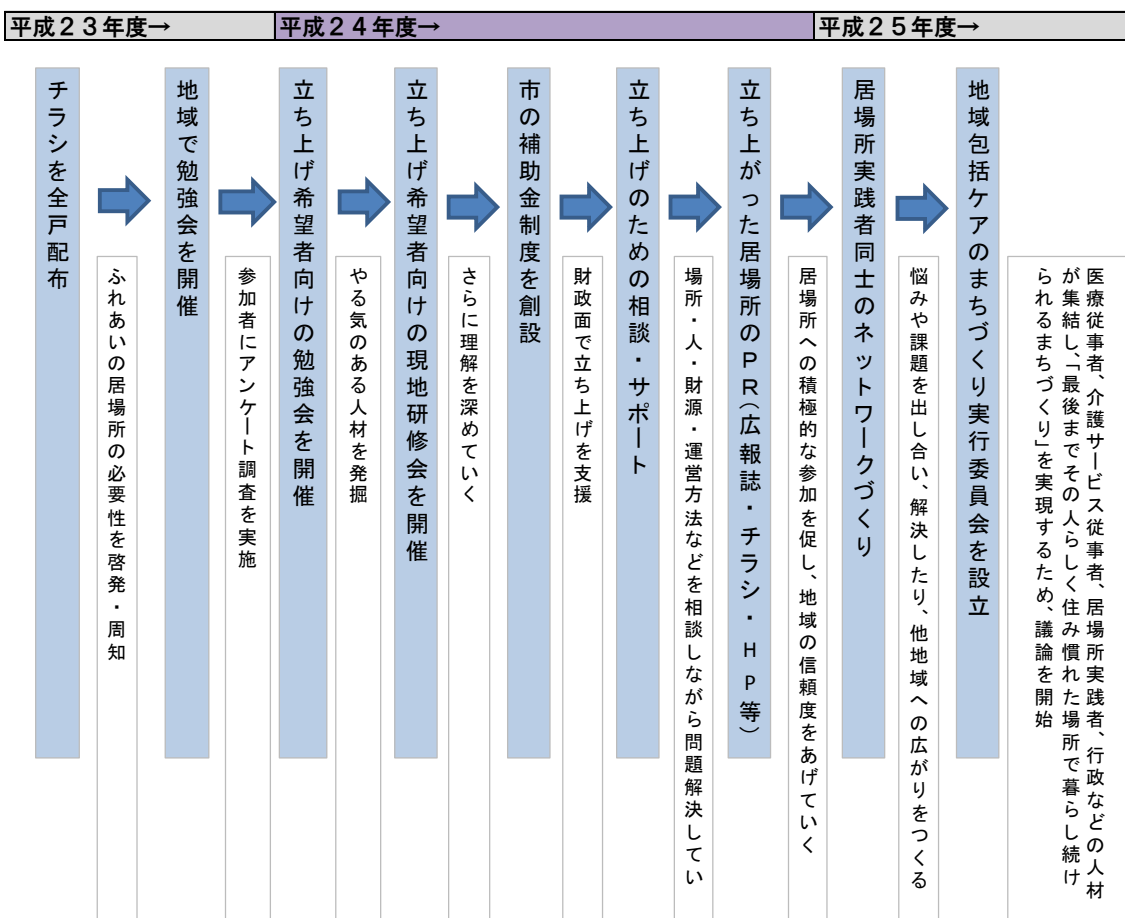 平成２３年度→
平成２４年度→
平成２５年度→
チラシを全戸配布
ふれあいの居場所の必要性を啓発・周知
地域で勉強会を開催
参加者にアンケート調査を実施
立ち上げ希望者向けの勉強会を開催
やる気のある人材を発掘
立ち上げ希望者向けの現地研修会を開催
さらに理解を深めていく
市の補助金制度を創設
財政面で立ち上げを支援
立ち上げのための相談・サポート
場所・人・財源・運営方法などを相談しながら問題解決してい
立ち上がった居場所のＰＲ（広報誌・チラシ・HP等）
居場所への積極的な参加を促し、地域の信頼度をあげていく
居場所実践者同士のネットワークづくり
悩みや課題を出し合い、解決したり、他地域への広がりをつくる
地域包括ケアのまちづくり実行委員会を設立
医療従事者、介護サービス従事者、居場所実践者、行政などの人材
が集結し、「最後までその人らしく住み慣れた場所で暮らし続け
られるまちづくり」を実現するため、議論を開始